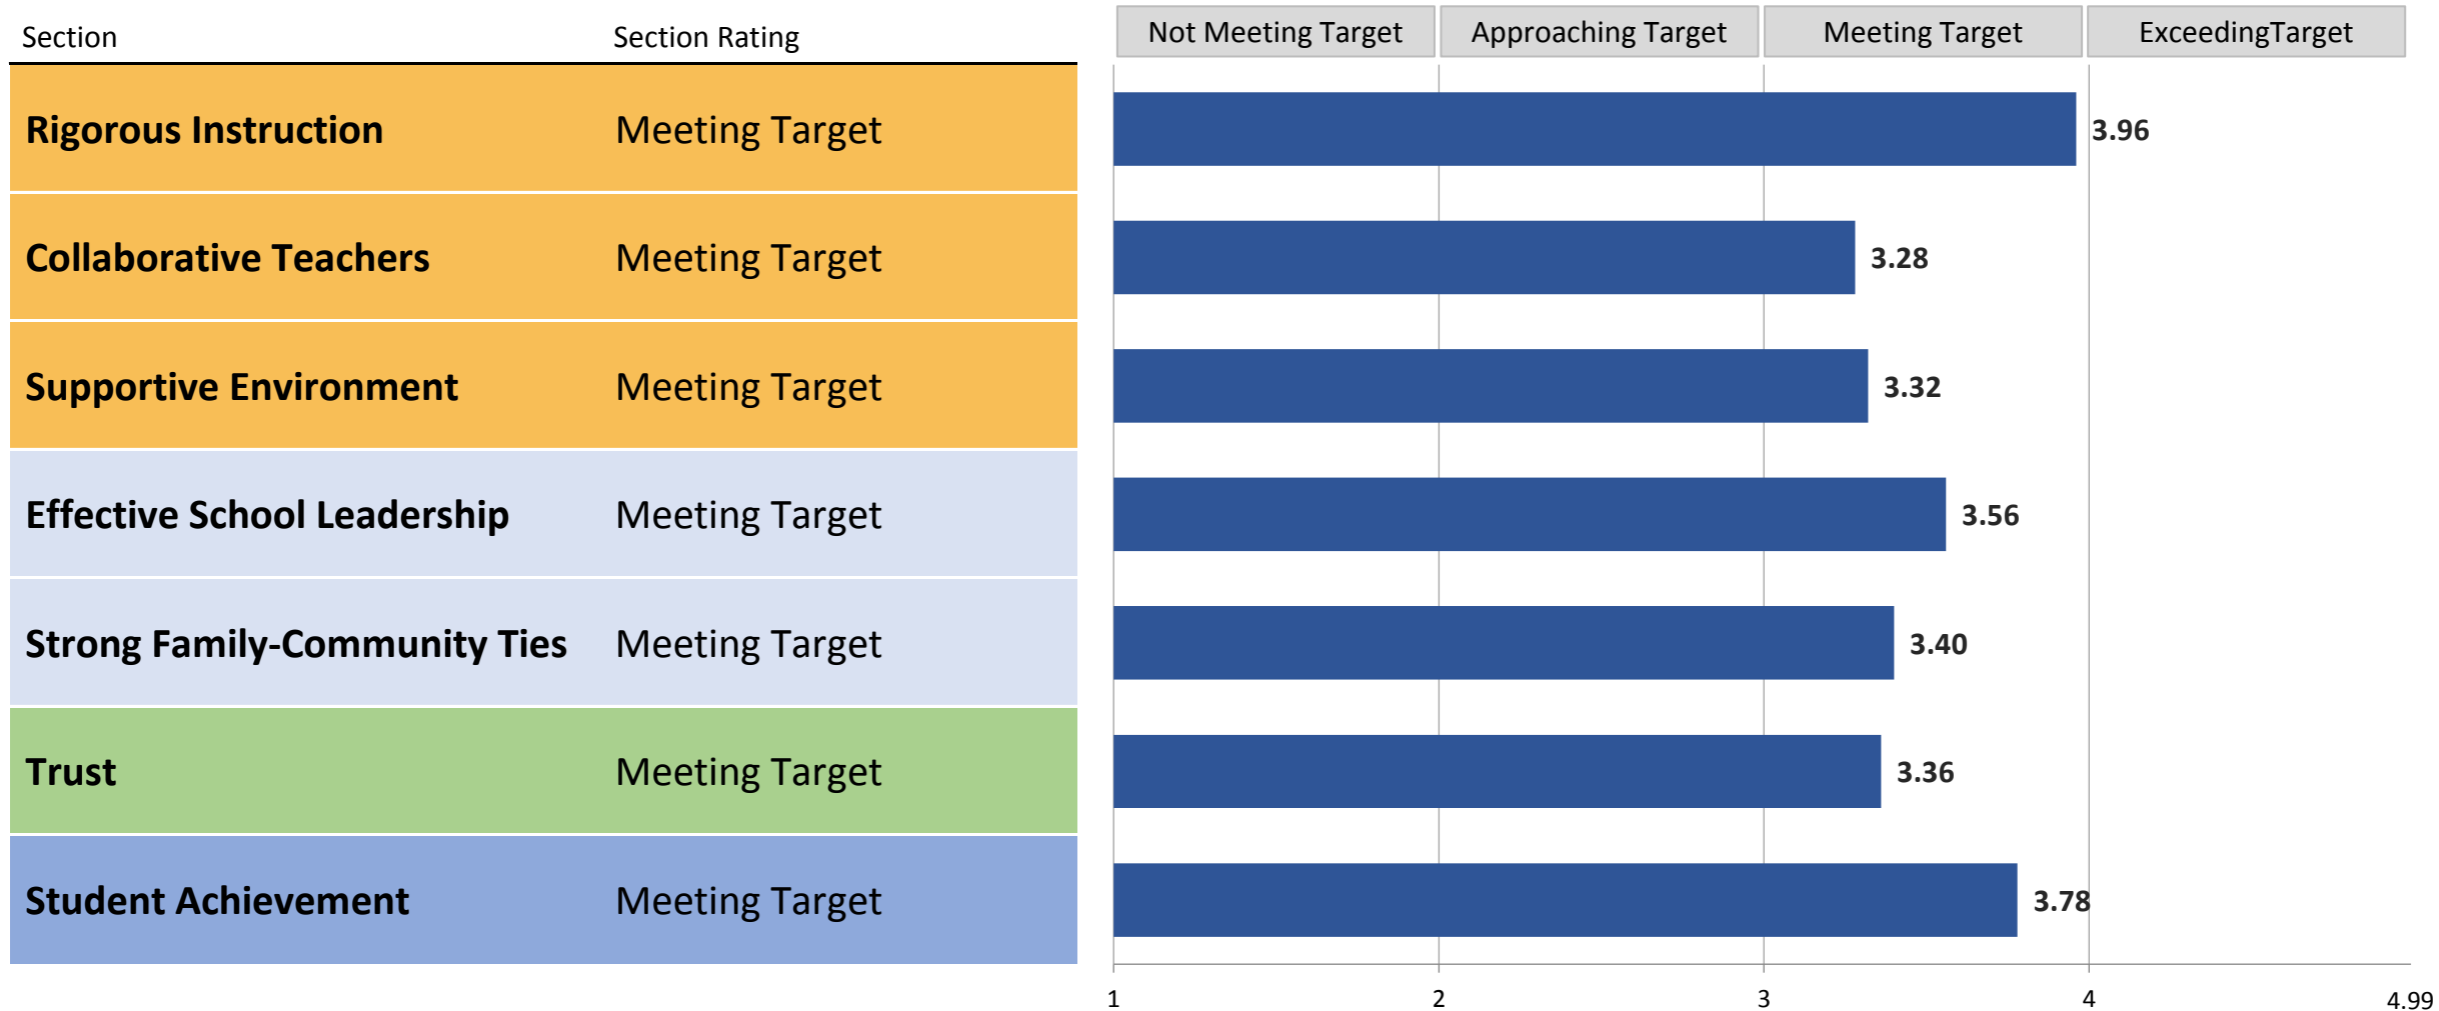 Section Section Rating Not Meeting Target Approaching Target Meeting Target ExceedingTarget
Rigorous Instruction Meeting Target 3.96
Collaborative Teachers Meeting Target 3.28
Supportive Environment Meeting Target 3.32
Effective School Leadership Meeting Target 3.56
Strong Family-Community Ties Meeting Target 3.40
Trust Meeting Target 3.36
Student Achievement Meeting Target 3.78
1 2 3 4 4.99